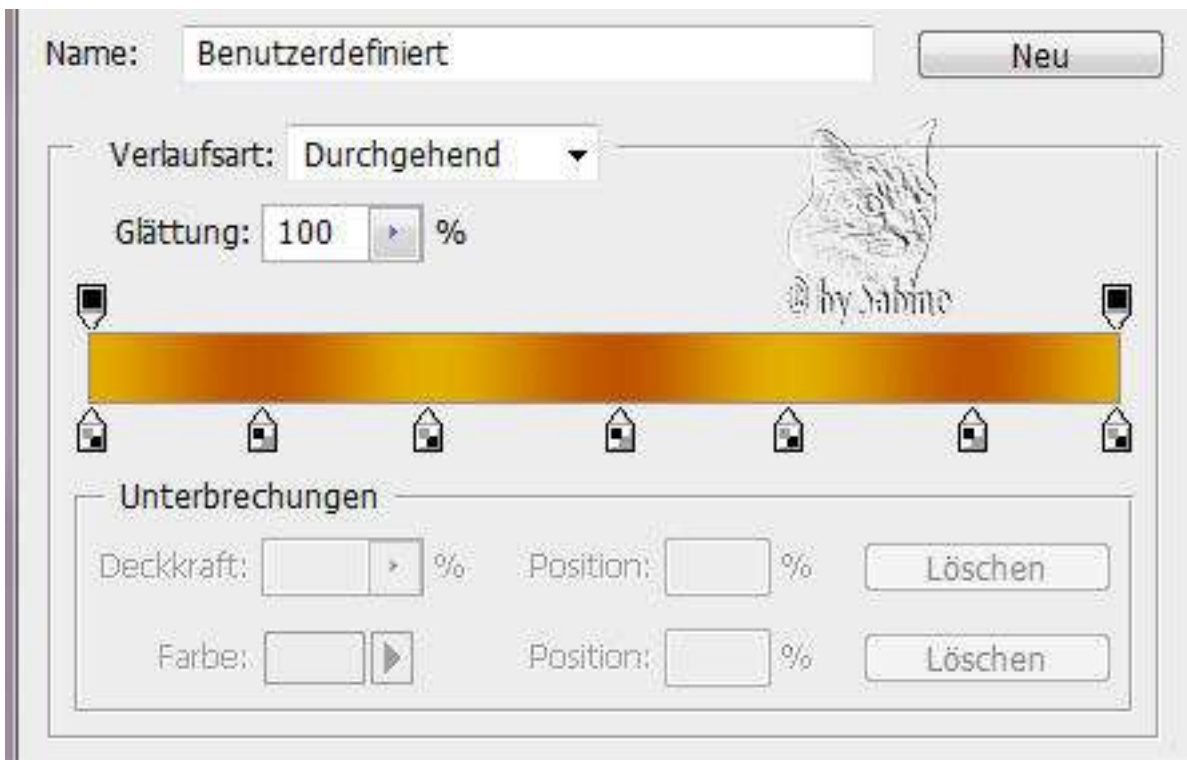 Name: Benutzerdefiniert Neu
Verlaufsart: Durchgehend
Glättung: 100 %
@ by Sabine
Unterbrechungen
Deckkraft: % Position: % Löschen
Farbe: Position: % Löschen